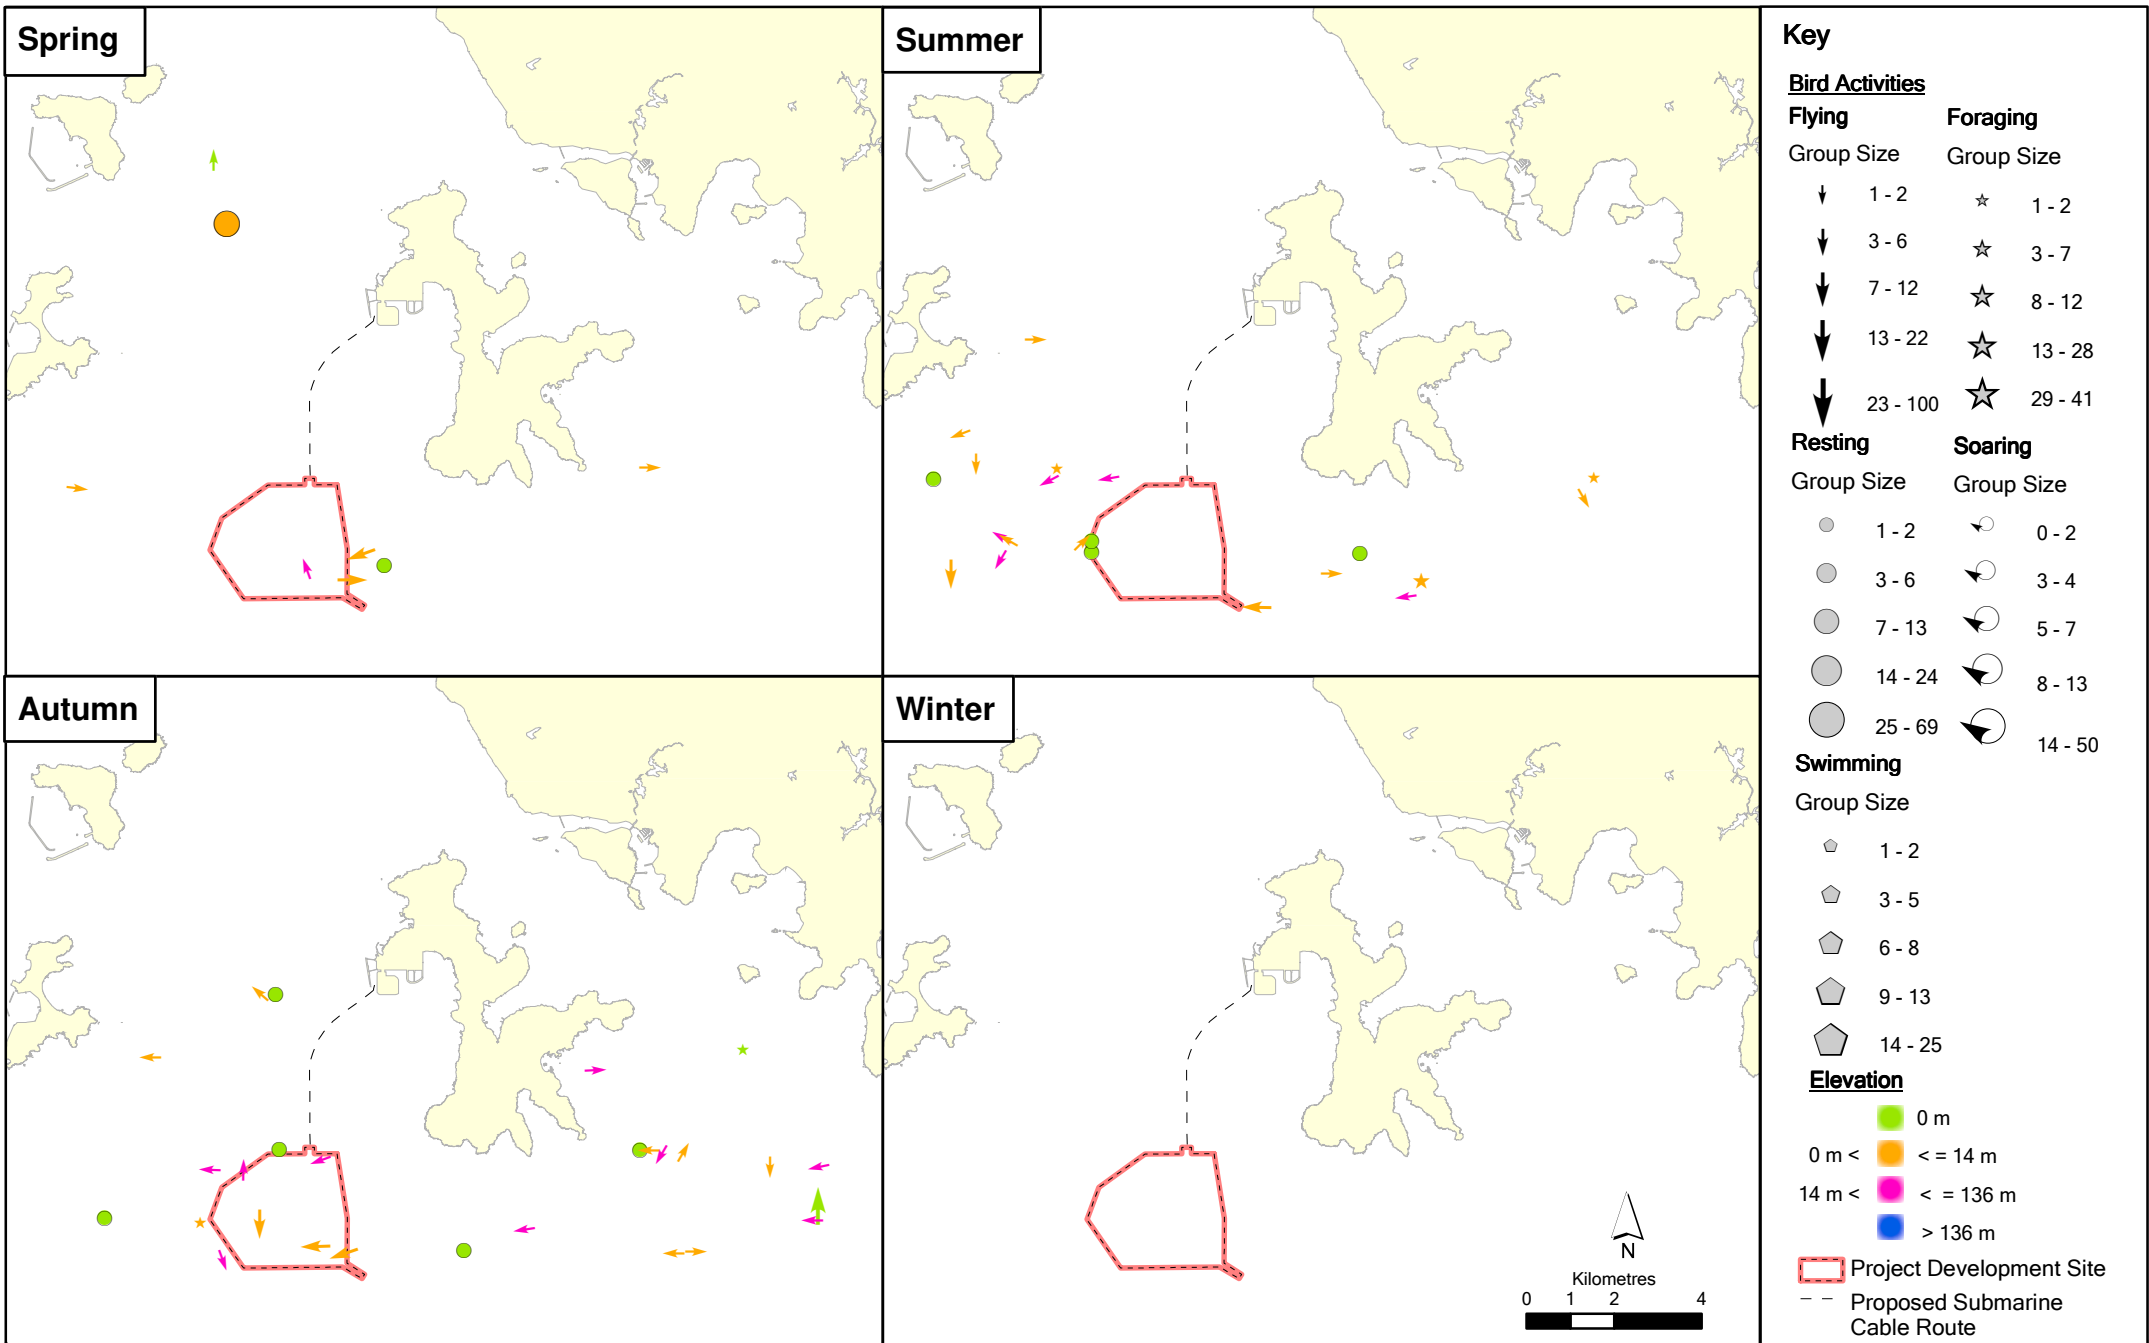 Spring
Summer
Autumn
Winter
N
Kilometres
0 1 2 4
Key
Bird Activities
Flying Foraging
Group Size Group Size
1 - 2 1 - 2
3 - 6 3 - 7
7 - 12 8 - 12
13 - 22 13 - 28
23 - 100 29 - 41
Resting Soaring
Group Size Group Size
1 - 2 0 - 2
3 - 6 3 - 4
7 - 13 5 - 7
14 - 24 8 - 13
25 - 69 14 - 50
Swimming
Group Size
1 - 2
3 - 5
6 - 8
9 - 13
14 - 25
Elevation
0 m
0 m < < = 14 m
14 m < < = 136 m
> 136 m
Project Development Site
Proposed Submarine
Cable Route